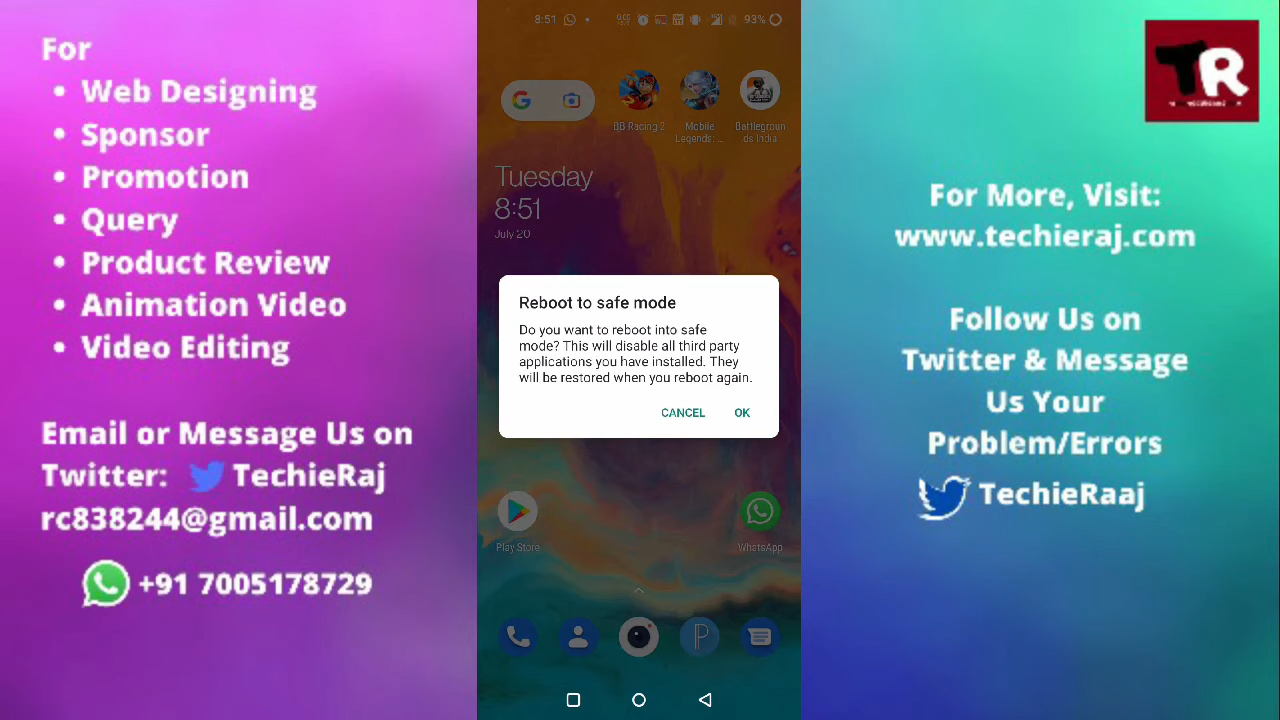 For
• Web Designing
• Sponsor
• Promotion
• Query
• Product Review
• Animation Video
• Video Editing
Email or Message Us on
Twitter: TechieRaj
rc838244@gmail.com
+91 7005178729
8:51
93%
BB Racing 2
Mobile
Legends: ...
Battlegroun
ds India
Tuesday
8:51
July 20
Reboot to safe mode
Do you want to reboot into safe
mode? This will disable all third party
applications you have installed. They
will be restored when you reboot again.
CANCEL OK
Play Store
WhatsApp
TR
For More, Visit:
www.techieraj.com
Follow Us on
Twitter & Message
Us Your
Problem/Errors
TechieRaaj